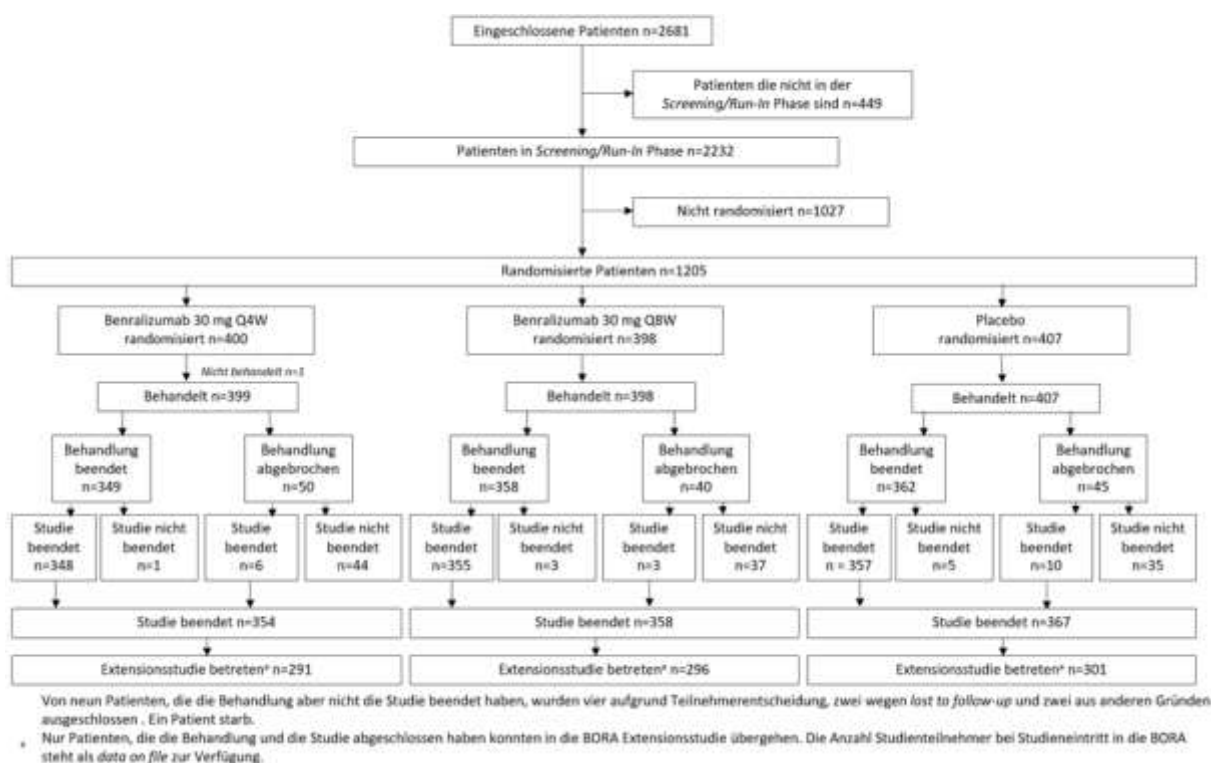 Eingeschlossene Patienten n=2681
Patienten die nicht in der
Screening/Run-In Phase sind n=449
Patienten in Screening/Run-In Phase n=2232
Nicht randomisiert n=1027
Randomisierte Patienten n=1205
Benralizumab 30 mg Q4W
randomisiert n=400
Benralizumab 30 mg Q8W
randomisiert n=398
Placebo
randomisiert n=407
Nicht behandelt n=1
Behandelt n=399
Behandelt n=398
Behandelt n=407
Behandlung
beendet
n=349
Behandlung
abgebrochen
n=50
Behandlung
beendet
n=358
Behandlung
abgebrochen
n=40
Behandlung
beendet
n=362
Behandlung
abgebrochen
n=45
Studie
beendet
n=348
Studie nicht
beendet
n=1
Studie
beendet
n=6
Studie nicht
beendet
n=44
Studie
beendet
n=355
Studie nicht
beendet
n=3
Studie
beendet
n=3
Studie nicht
beendet
n=37
Studie
beendet
n = 357
Studie nicht
beendet
n=5
Studie
beendet
n=10
Studie nicht
beendet
n=35
Studie beendet n=354
Studie beendet n=358
Studie beendet n=367
Extensionsstudie betretenª n=291
Extensionsstudie betretenª n=296
Extensionsstudie betretenª n=301
Von neun Patienten, die die Behandlung aber nicht die Studie beendet haben, wurden vier aufgrund Teilnehmerentscheidung, zwei wegen lost to follow-up und zwei aus anderen Gründen
ausgeschlossen . Ein Patient starb.
ª Nur Patienten, die die Behandlung und die Studie abgeschlossen haben konnten in die BORA Extensionsstudie übergehen. Die Anzahl Studienteilnehmer bei Studieneintritt in die BORA
steht als data on file zur Verfügung.